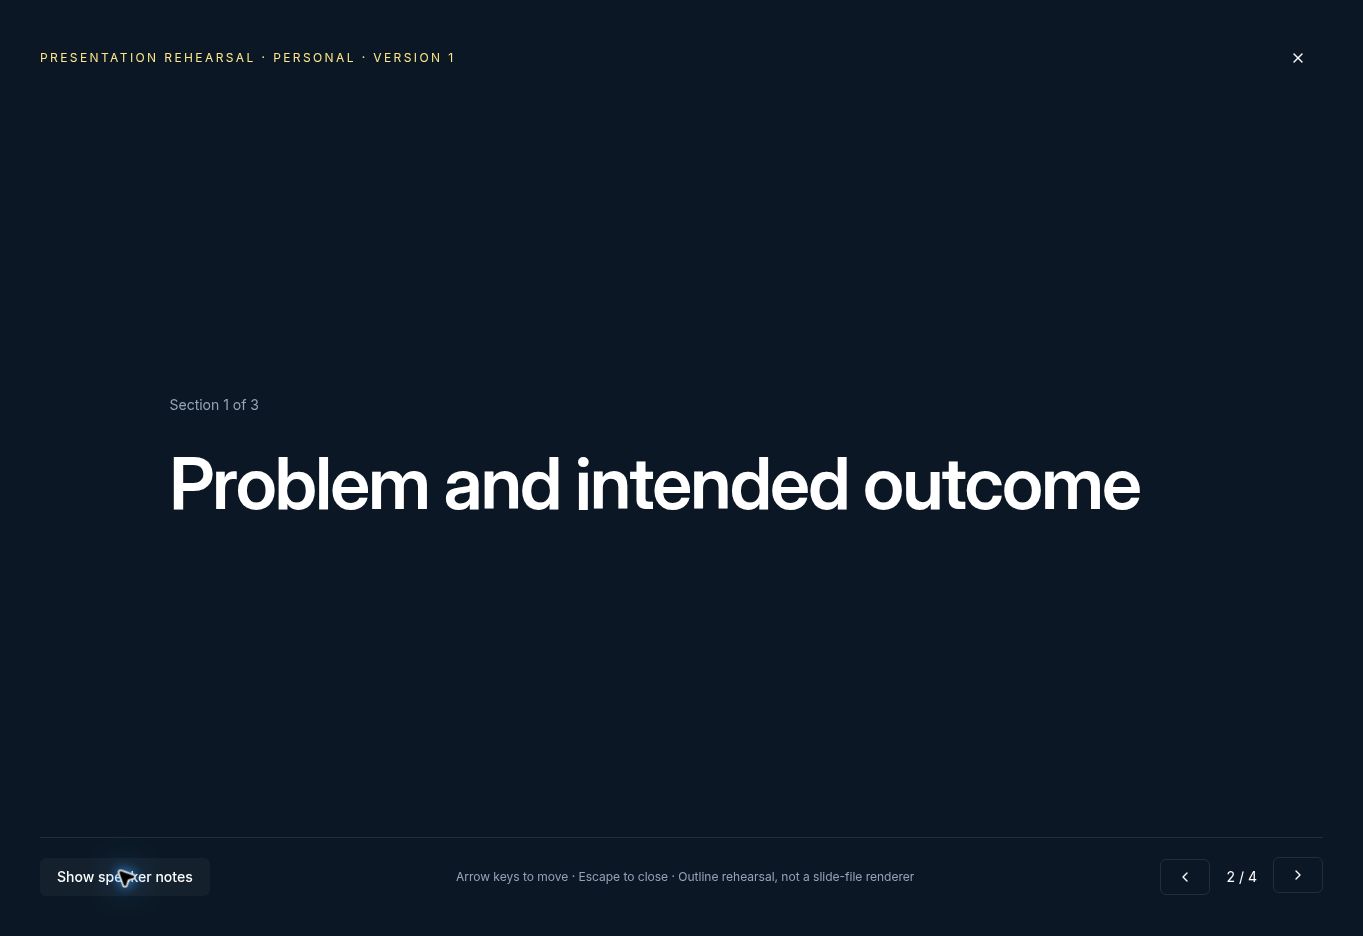 PRESENTATION REHEARSAL · PERSONAL · VERSION 1
Section 1 of 3
Problem and intended outcome
Show speaker notes
Arrow keys to move · Escape to close · Outline rehearsal, not a slide-file renderer
2 / 4